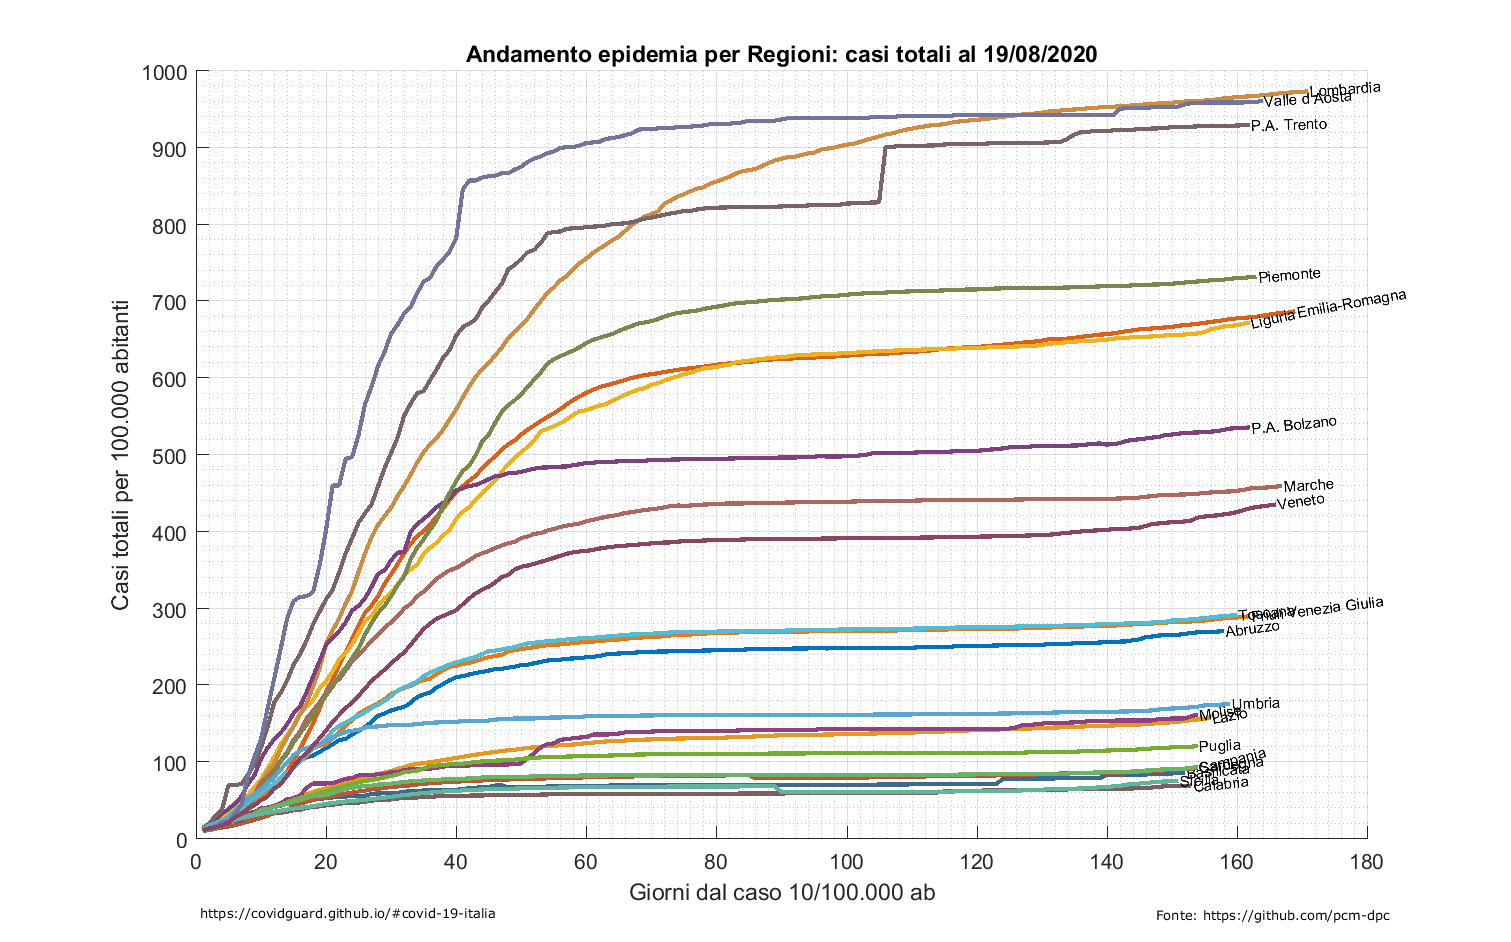 Andamento epidemia per Regioni: casi totali al 19/08/2020
Casi totali per 100.000 abitanti
1000
900
800
700
600
500
400
300
200
100
0
Lombardia
Valle d'Aosta
P.A. Trento
Piemonte
Emilia-Romagna
Liguria
P.A. Bolzano
Marche
Veneto
Toscana
Friuli Venezia Giulia
Abruzzo
Umbria
Molise
Lazio
Puglia
Campania
Sardegna
Basilicata
Sicilia
Calabria
0 20 40 60 80 100 120 140 160 180
Giorni dal caso 10/100.000 ab
https://covidguard.github.io/#covid-19-italia
Fonte: https://github.com/pcm-dpc